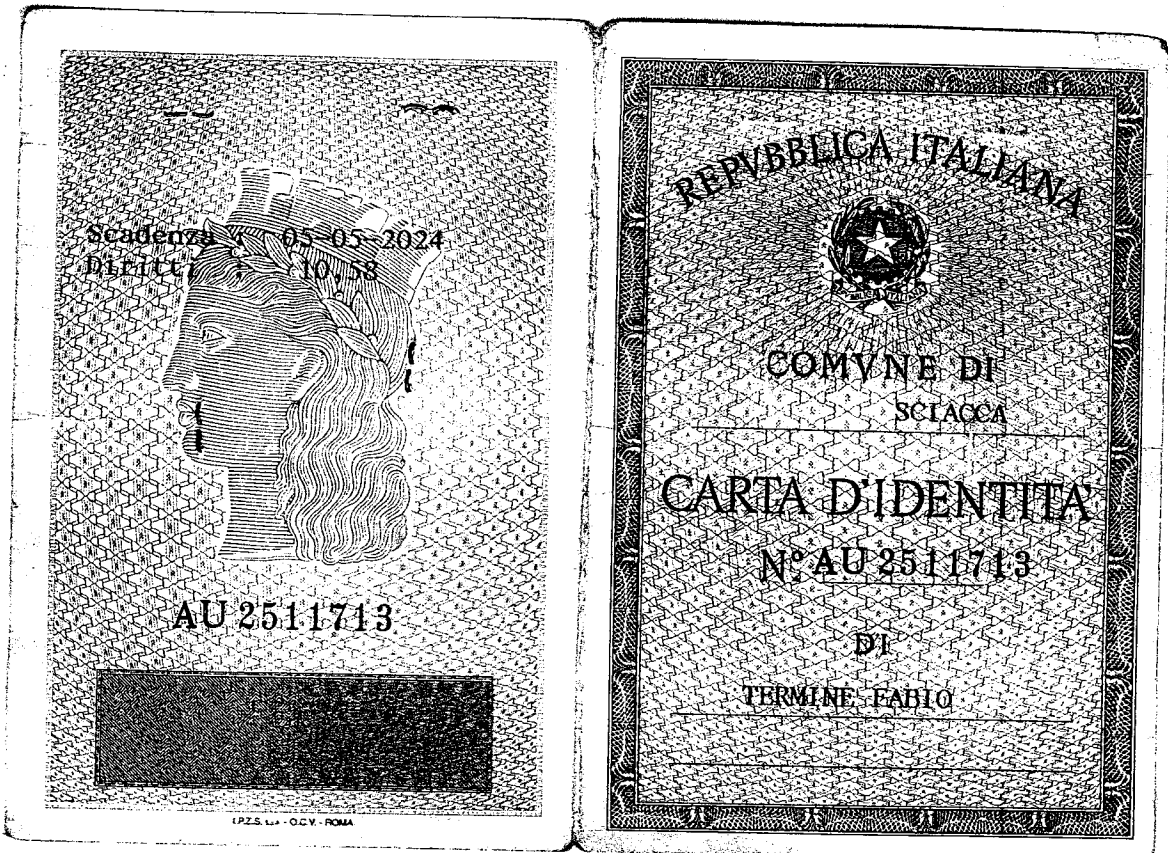 Scadenza : 05-05-2024
Diritti : 10,58
AU 2511713
I.P.Z.S. S.p.A. - O.C.V. - ROMA
REPVBBLICA ITALIANA
COMVNE DI
SCIACCA
CARTA D'IDENTITA'
N° AU 2511713
DI
TERMINE FABIO